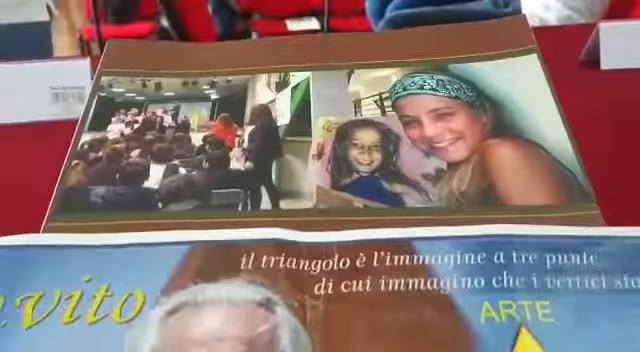 il triangolo è l'immagine a tre punte
di cui immagino che i vertici sia
vito
ARTE